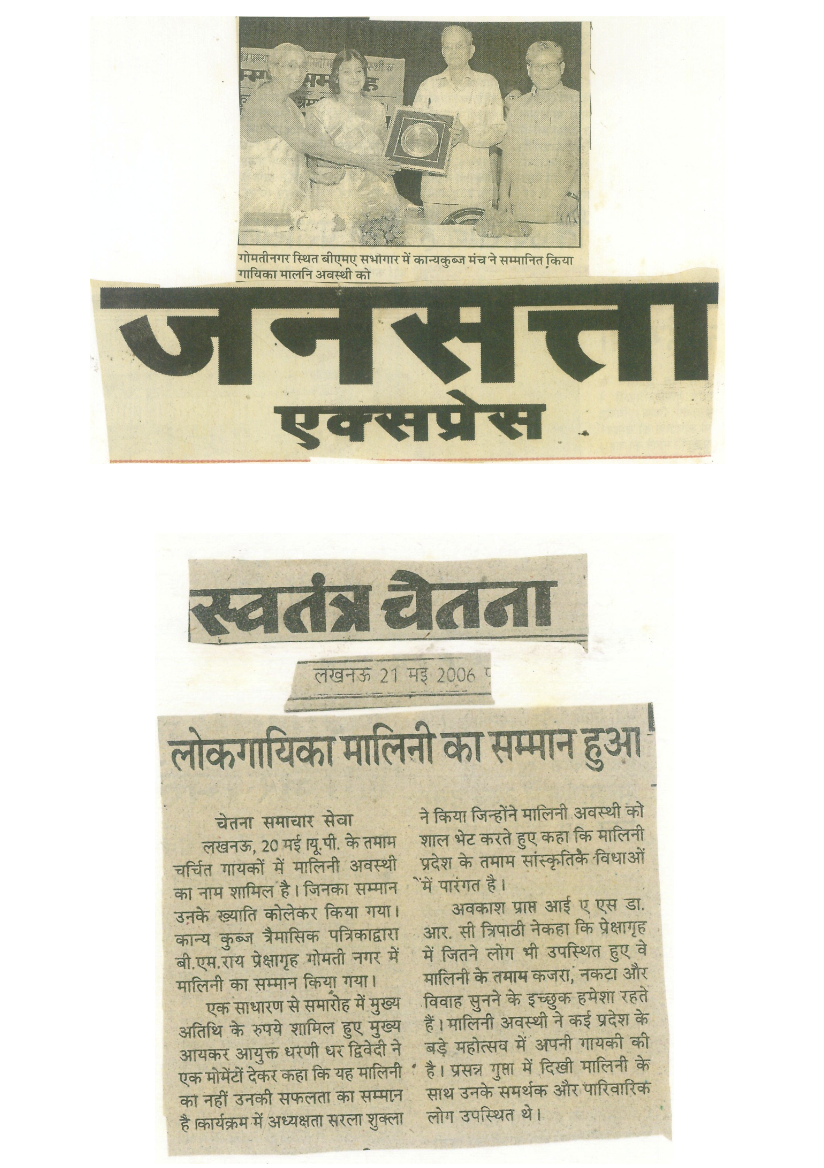 गोमतीनगर स्थित बीएमए सभागार में कान्यकुब्ज मंच ने सम्मानित किया
गायिका मालनि अवस्थी को
जनसत्ता
एक्सप्रेस
स्वतंत्र चेतना
लखनऊ 21 मई 2006
लोकगायिका मालिनी का सम्मान हुआ
चेतना समाचार सेवा
लखनऊ, 20 मई।यू.पी. के तमाम
चर्चित गायकों में मालिनी अवस्थी
का नाम शामिल है। जिनका सम्मान
उनके ख्याति कोलेकर किया गया।
कान्य कुब्ज त्रैमासिक पत्रिकाद्वारा
बी.एम.राय प्रेक्षागृह गोमती नगर में
मालिनी का सम्मान किया गया।
एक साधारण से समारोह में मुख्य
अतिथि के रुपये शामिल हुए मुख्य
आयकर आयुक्त धरणी धर द्विवेदी ने
एक मोमेंटों देकर कहा कि यह मालिनी
का नहीं उनकी सफलता का सम्मान
है।कार्यक्रम में अध्यक्षता सरला शुक्ला
ने किया जिन्होंने मालिनी अवस्थी को
शाल भेट करते हुए कहा कि मालिनी
प्रदेश के तमाम सांस्कृतिके विधाओं
में पारंगत है।
अवकाश प्राप्त आई ए एस डा.
आर. सी त्रिपाठी नेकहा कि प्रेक्षागृह
में जितने लोग भी उपस्थित हुए वे
मालिनी के तमाम कजरा, नकटा और
विवाह सुनने के इच्छुक हमेशा रहते
हैं। मालिनी अवस्थी ने कई प्रदेश के
बड़े महोत्सव में अपनी गायकी की
है। प्रसन्न गुप्ता में दिखी मालिनी के
साथ उनके समर्थक और पारिवारिक
लोग उपस्थित थे।